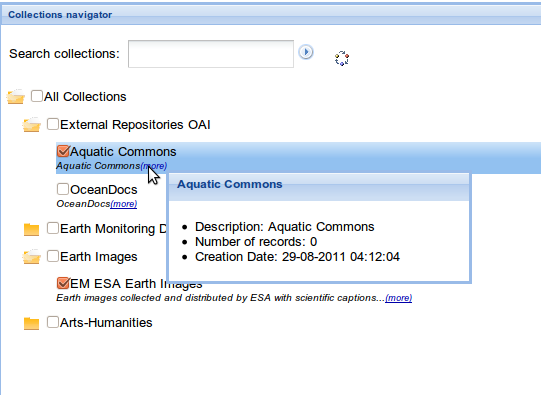 Collections navigator
Search collections:
All Collections
External Repositories OAI
Aquatic Commons
Aquatic Commons(more)
Aquatic Commons
OceanDocs
OceanDocs(more)
Description: Aquatic Commons
Earth Monitoring D
Number of records: 0
Earth Images
Creation Date: 29-08-2011 04:12:04
EM ESA Earth Images
Earth images collected and distributed by ESA with scientific captions...(more)
Arts-Humanities